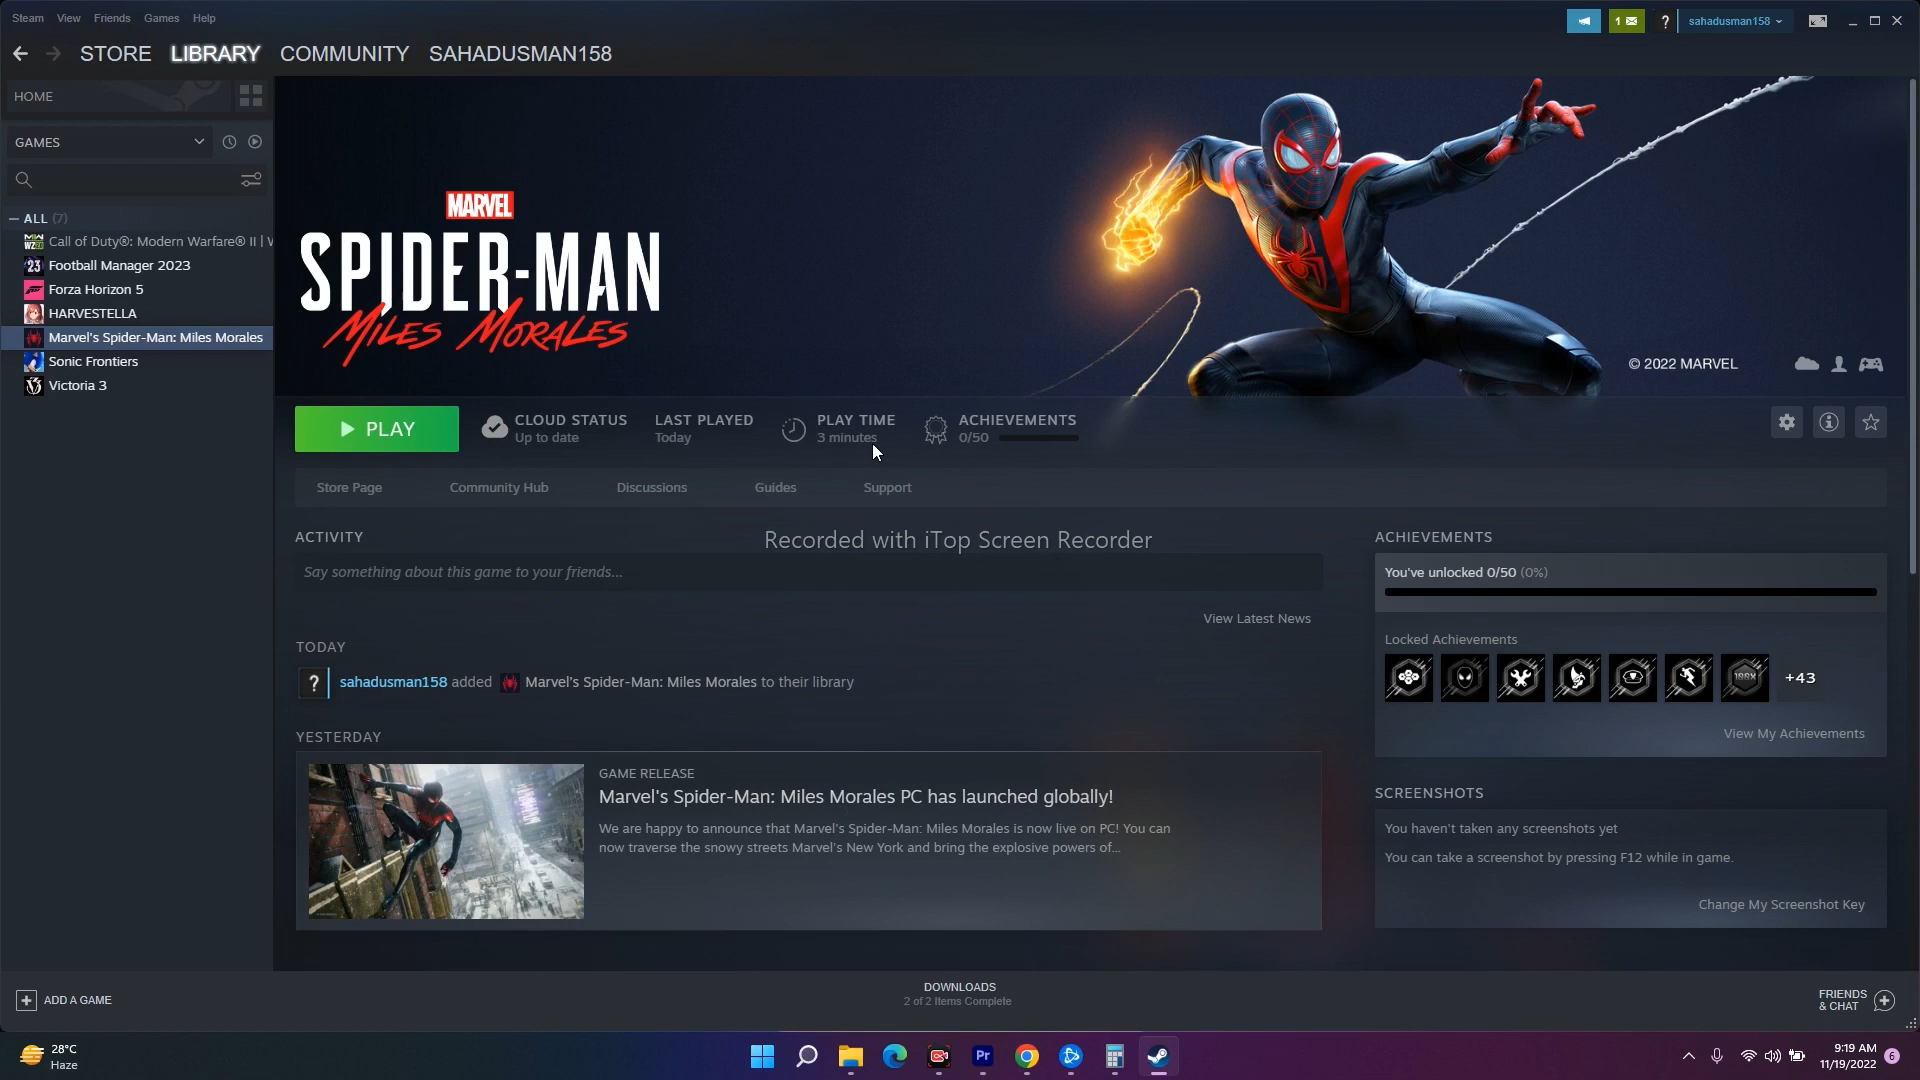 Steam View Friends Games Help
1
?
sahadusman158
STORE LIBRARY COMMUNITY SAHADUSMAN158
HOME
GAMES
ALL (7)
Call of Duty®: Modern Warfare® II | W
Football Manager 2023
Forza Horizon 5
HARVESTELLA
Marvel's Spider-Man: Miles Morales
Sonic Frontiers
Victoria 3
MARVEL
SPIDER-MAN
MILES MORALES
© 2022 MARVEL
PLAY
CLOUD STATUS
Up to date
LAST PLAYED
Today
PLAY TIME
3 minutes
ACHIEVEMENTS
0/50
Store Page Community Hub Discussions Guides Support
ACTIVITY
Recorded with iTop Screen Recorder
Say something about this game to your friends...
View Latest News
TODAY
? sahadusman158 added Marvel's Spider-Man: Miles Morales to their library
YESTERDAY
GAME RELEASE
Marvel's Spider-Man: Miles Morales PC has launched globally!
We are happy to announce that Marvel's Spider-Man: Miles Morales is now live on PC! You can
now traverse the snowy streets Marvel's New York and bring the explosive powers of...
ACHIEVEMENTS
You've unlocked 0/50 (0%)
Locked Achievements
100X
+43
View My Achievements
SCREENSHOTS
You haven't taken any screenshots yet
You can take a screenshot by pressing F12 while in game.
Change My Screenshot Key
ADD A GAME
DOWNLOADS
2 of 2 Items Complete
FRIENDS
& CHAT
28°C
Haze
Pr
9:19 AM
11/19/2022
6